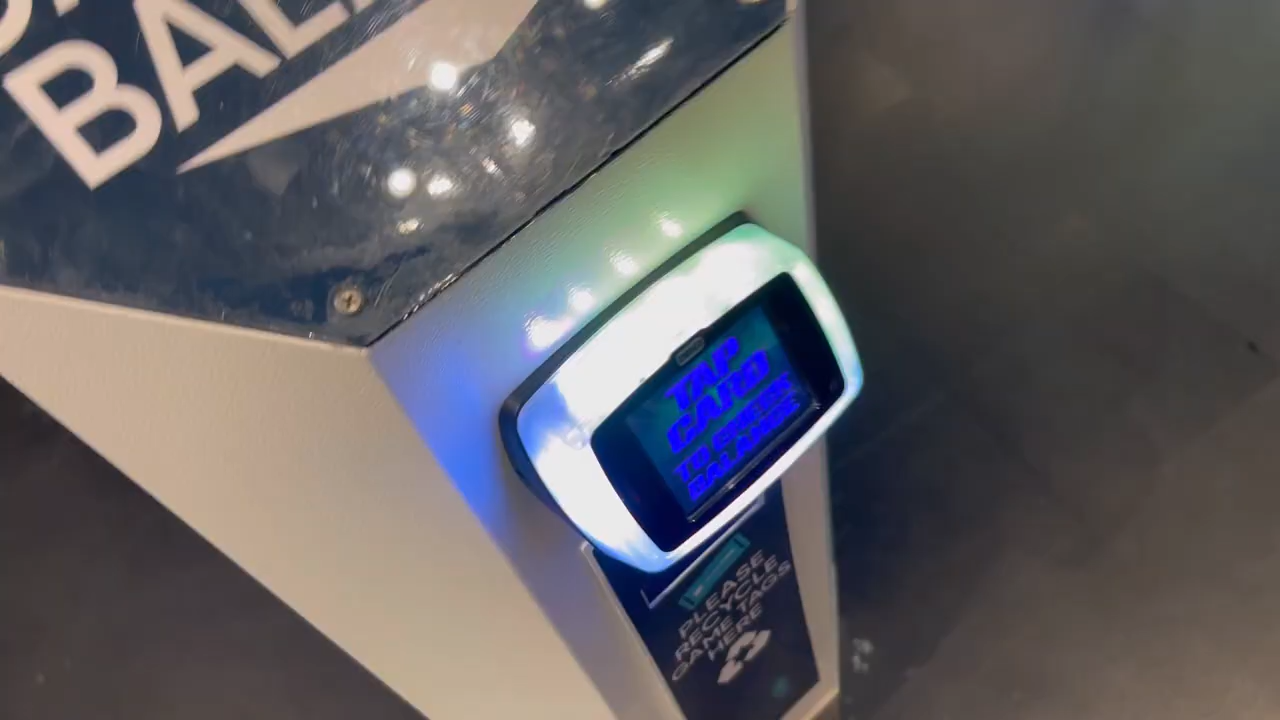 BAL
TAP
CARD
TO CHECK
BALANCE
PLEASE
RECYCLE
GAME TAGS
HERE